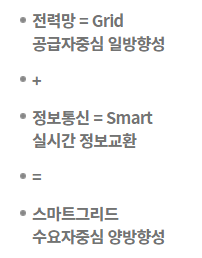 전력망 = Grid
공급자중심 일방향성
+
정보통신 = Smart
실시간 정보교환
=
스마트그리드
수요자중심 양방향성